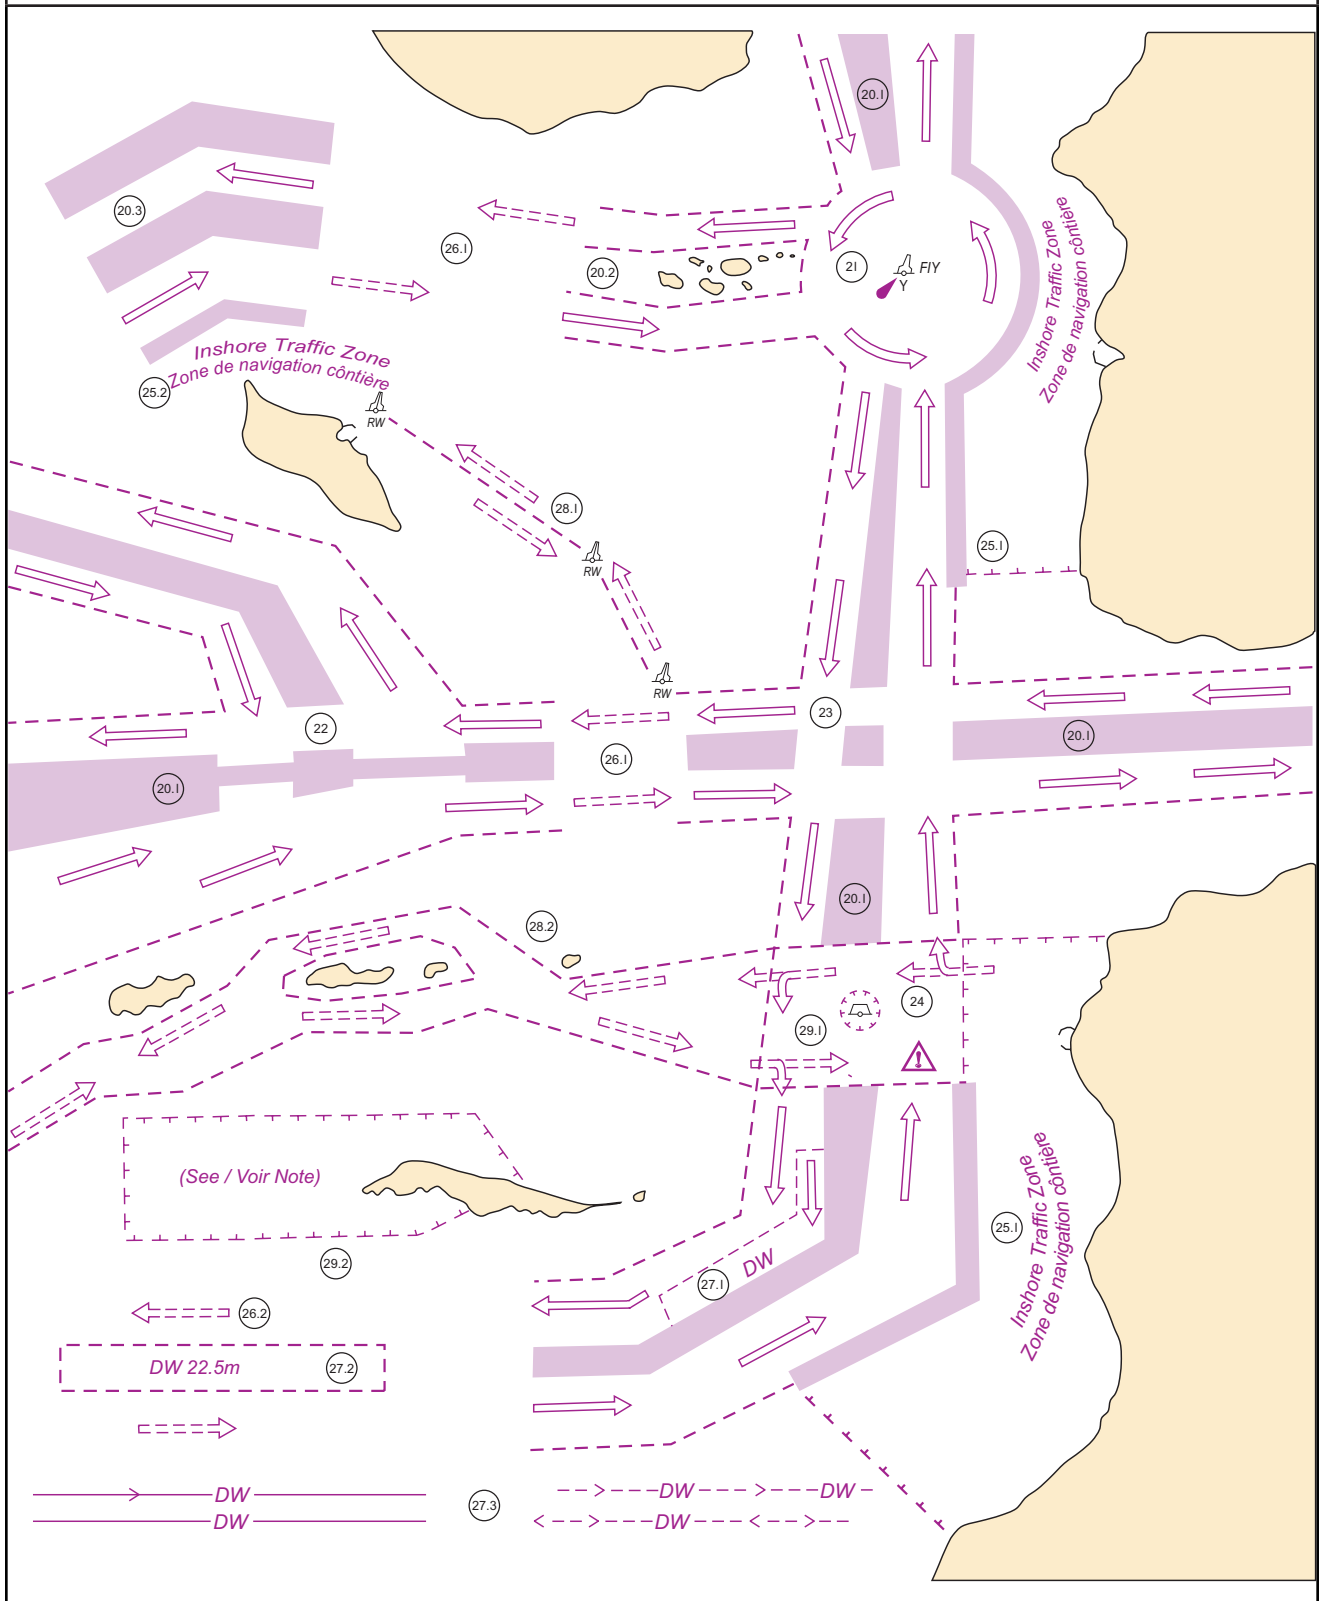 20.1
20.3
26.1
20.2
21
Fl Y
Y
Inshore Traffic Zone
Zone de navigation côntière
Inshore Traffic Zone
Zone de navigation côntière
25.2
RW
28.1
RW
25.1
RW
23
22
26.1
20.1
20.1
20.1
28.2
24
29.1
(See / Voir Note)
29.2
DW
27.1
25.1
Inshore Traffic Zone
Zone de navigation côntière
26.2
DW 22.5m
27.2
DW
DW
27.3
DW
DW
DW